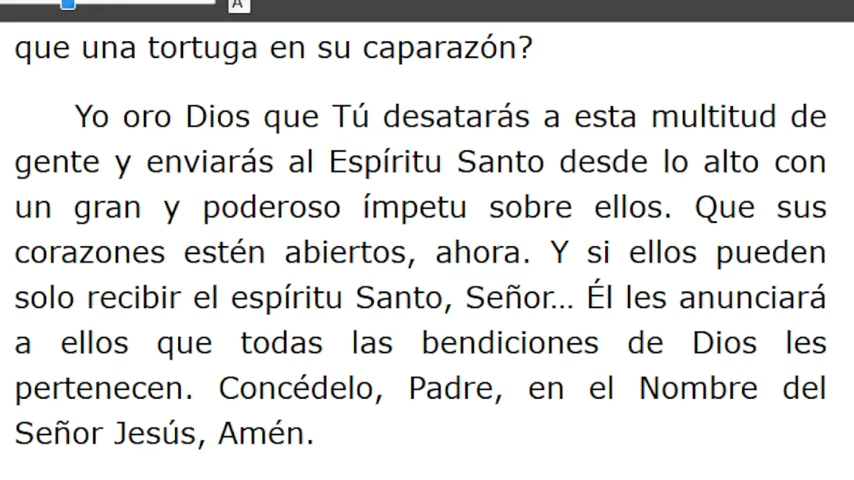 A
que una tortuga en su caparazón?
Yo oro Dios que Tú desatarás a esta multitud de
gente y enviarás al Espíritu Santo desde lo alto con
un gran y poderoso ímpetu sobre ellos. Que sus
corazones estén abiertos, ahora. Y si ellos pueden
solo recibir el espíritu Santo, Señor... Él les anunciará
a ellos que todas las bendiciones de Dios les
pertenecen. Concédelo, Padre, en el Nombre del
Señor Jesús, Amén.